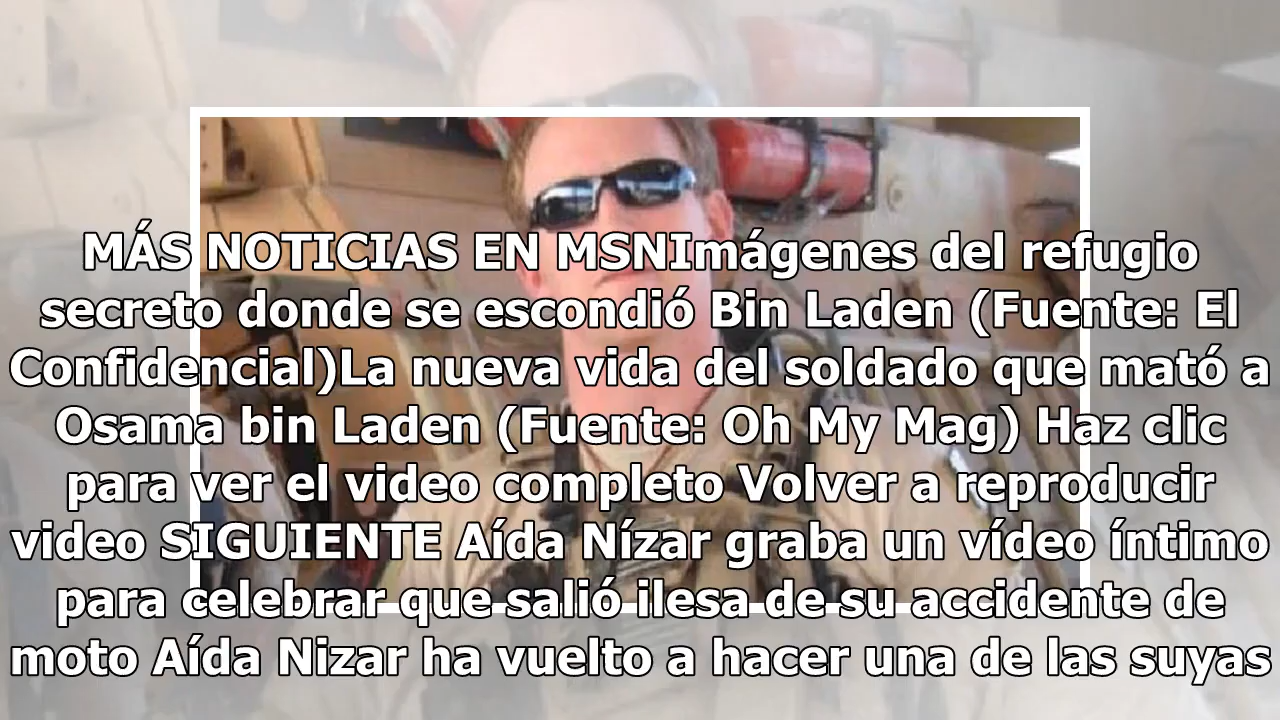 MÁS NOTICIAS EN MSNImágenes del refugio
secreto donde se escondió Bin Laden (Fuente: El
Confidencial)La nueva vida del soldado que mató a
Osama bin Laden (Fuente: Oh My Mag) Haz clic
para ver el video completo Volver a reproducir
video SIGUIENTE Aída Nízar graba un vídeo íntimo
para celebrar que salió ilesa de su accidente de
moto Aída Nizar ha vuelto a hacer una de las suyas